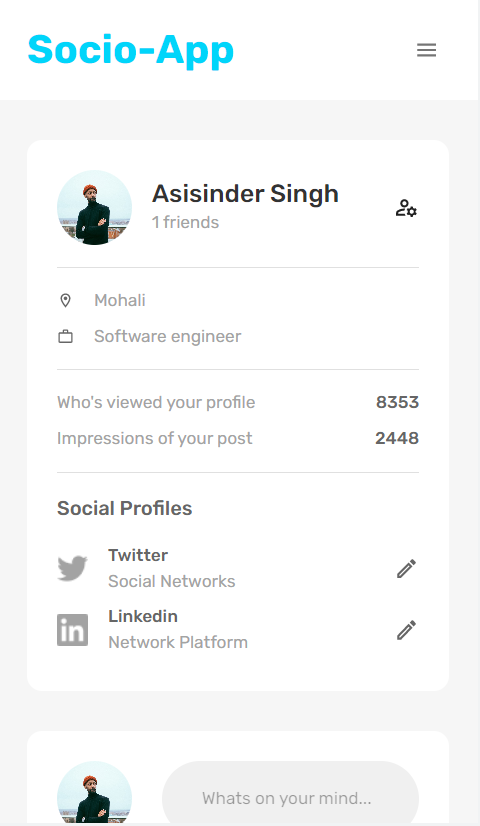 Socio-App
Asisinder Singh
1 friends
Mohali
Software engineer
Who's viewed your profile 8353
Impressions of your post 2448
Social Profiles
Twitter
Social Networks
in
Linkedin
Network Platform
Whats on your mind...